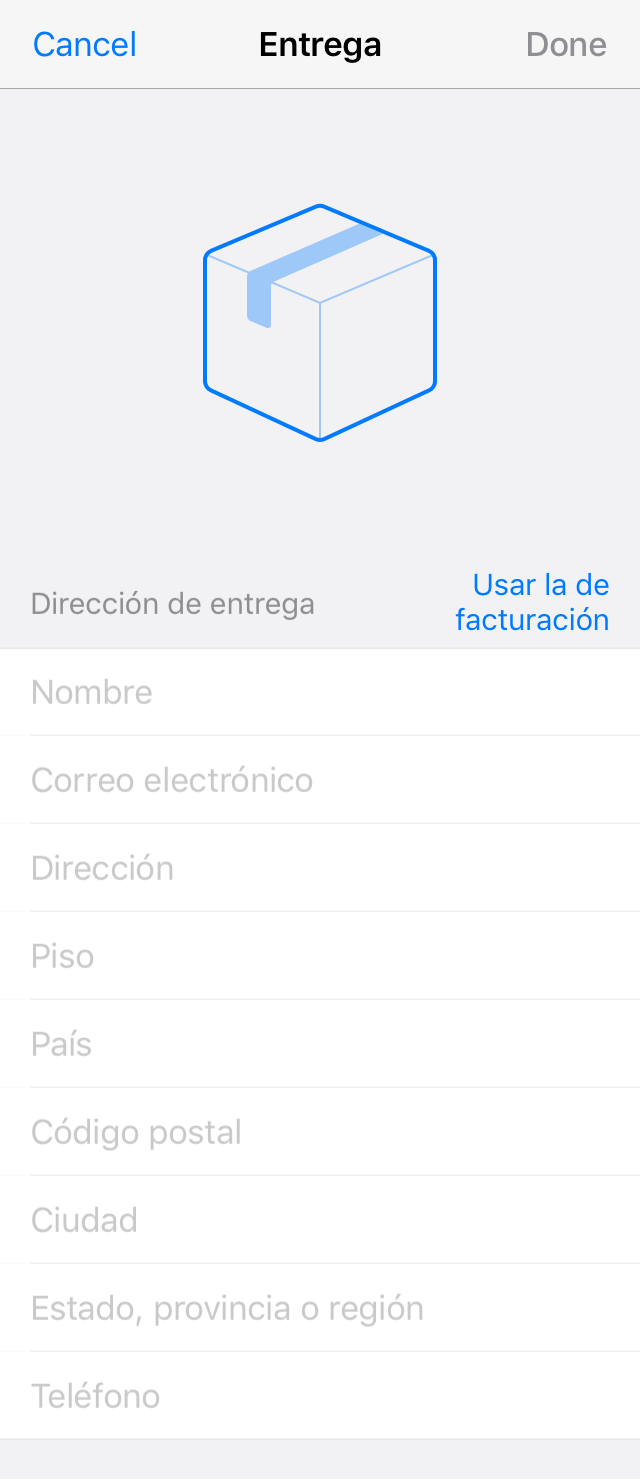 Cancel Entrega Done
Dirección de entrega
Usar la de
facturación
Nombre
Correo electrónico
Dirección
Piso
País
Código postal
Ciudad
Estado, provincia o región
Teléfono